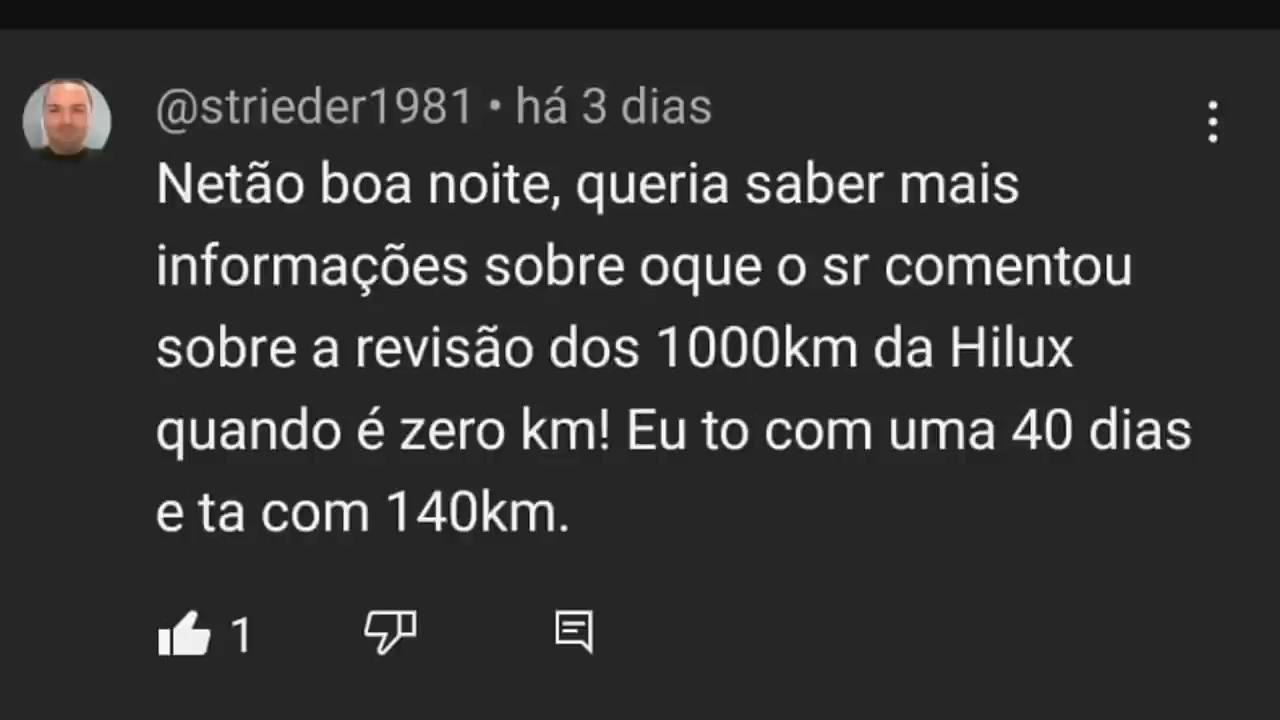 @strieder1981 • há 3 dias
Netão boa noite, queria saber mais
informações sobre oque o sr comentou
sobre a revisão dos 1000km da Hilux
quando é zero km! Eu to com uma 40 dias
e ta com 140km.
1